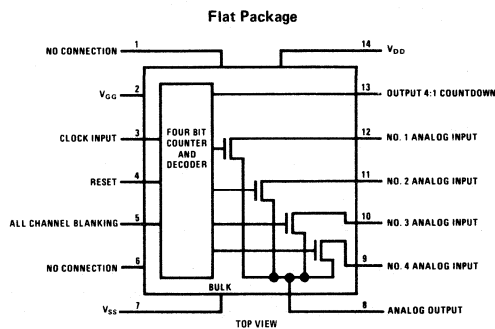 Flat Package
NO CONNECTION 1
14 VDD
VGG 2
13 OUTPUT 4:1 COUNTDOWN
CLOCK INPUT 3
FOUR BIT
COUNTER
AND
DECODER
12 NO. 1 ANALOG INPUT
RESET 4
11 NO. 2 ANALOG INPUT
ALL CHANNEL BLANKING 5
10 NO. 3 ANALOG INPUT
NO CONNECTION 6
9 NO. 4 ANALOG INPUT
BULK
VSS 7
8 ANALOG OUTPUT
TOP VIEW